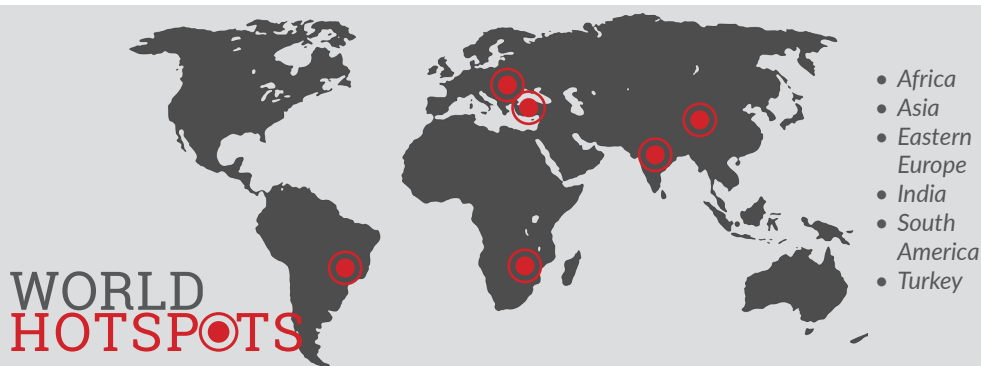 WORLD
HOTSPOTS
• Africa
• Asia
• Eastern
Europe
• India
• South
America
• Turkey